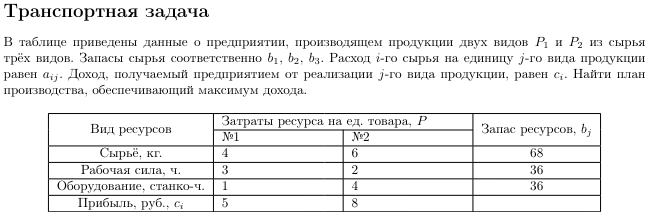 Транспортная задача
В таблице приведены данные о предприятии, производящем продукции двух видов P₁ и P₂ из сырья
трёх видов. Запасы сырья соответственно b₁, b₂, b₃. Расход i-го сырья на единицу j-го вида продукции
равен aᵢⱼ. Доход, получаемый предприятием от реализации j-го вида продукции, равен cᵢ. Найти план
производства, обеспечивающий максимум дохода.
Вид ресурсов Затраты ресурса на ед. товара, P Запас ресурсов, bⱼ
№1 №2
Сырьё, кг. 4 6 68
Рабочая сила, ч. 3 2 36
Оборудование, станко-ч. 1 4 36
Прибыль, руб., cᵢ 5 8